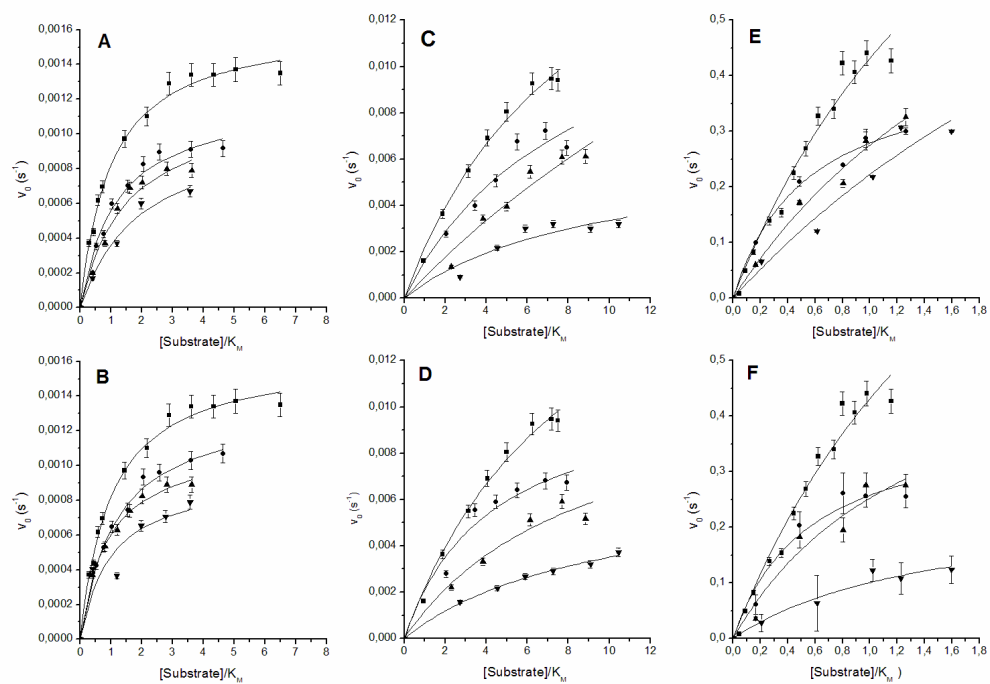 A
v₀ (s⁻¹)
0,0016
0,0014
0,0012
0,0010
0,0008
0,0006
0,0004
0,0002
0,0000
0 1 2 3 4 5 6 7 8
[Substrate]/K_M
C
v₀ (s⁻¹)
0,010
0,008
0,006
0,004
0,002
0,000
0 2 4 6 8 10 12
[Substrate]/K_M
E
v₀ (s⁻¹)
0,5
0,4
0,3
0,2
0,1
0,0
0,0 0,2 0,4 0,6 0,8 1,0 1,2 1,4 1,6 1,8
[Substrate]/K_M
B
v₀ (s⁻¹)
0,0016
0,0014
0,0012
0,0010
0,0008
0,0006
0,0004
0,0002
0,0000
0 1 2 3 4 5 6 7 8
[Substrate]/K_M
D
v₀ (s⁻¹)
0,012
0,010
0,008
0,006
0,004
0,002
0,000
0 2 4 6 8 10 12
[Substrate]/K_M
F
v₀ (s⁻¹)
0,5
0,4
0,3
0,2
0,1
0,0
0,0 0,2 0,4 0,6 0,8 1,0 1,2 1,4 1,6 1,8
[Substrate]/K_M )